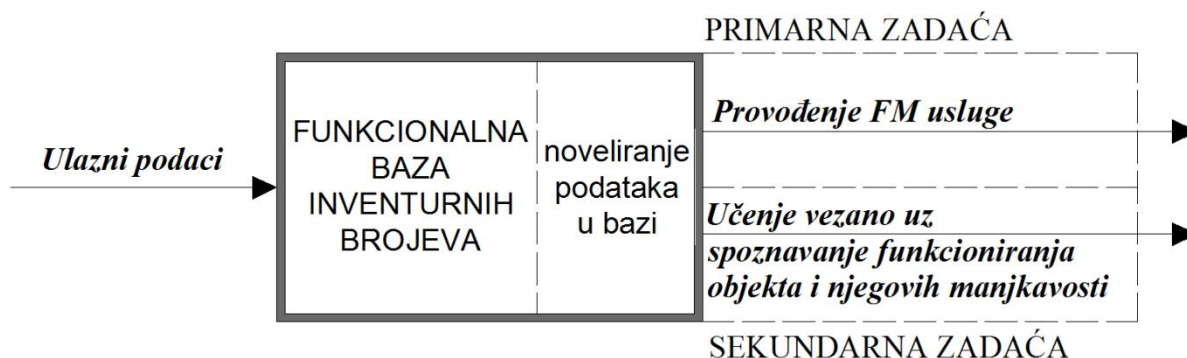 PRIMARNA ZADAĆA
Ulazni podaci
FUNKCIONALNA
BAZA
INVENTURNIH
BROJEVA
noveliranje
podataka
u bazi
Provođenje FM usluge
Učenje vezano uz
spoznavanje funkcioniranja
objekta i njegovih manjkavosti
SEKUNDARNA ZADAĆA